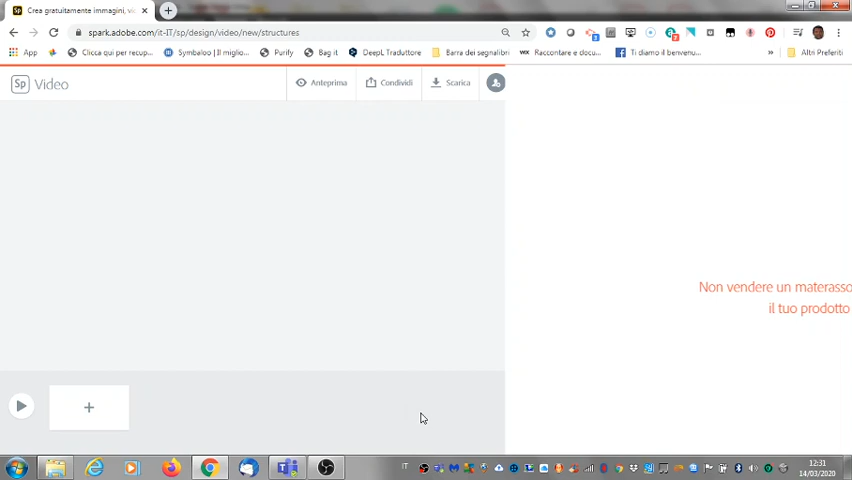 Crea gratuitamente immagini, vi
spark.adobe.com/it-IT/sp/design/video/new/structures
App
Clicca qui per recup...
Symbaloo | Il miglio...
Purify
Bag it
DeepL Traduttore
Barra dei segnalibri
Raccontare e docu...
Ti diamo il benvenu...
»
Altri Preferiti
Sp Video
Anteprima
Condividi
Scarica
Non vendere un materasso
il tuo prodotto
+
IT
12:31
14/03/2020